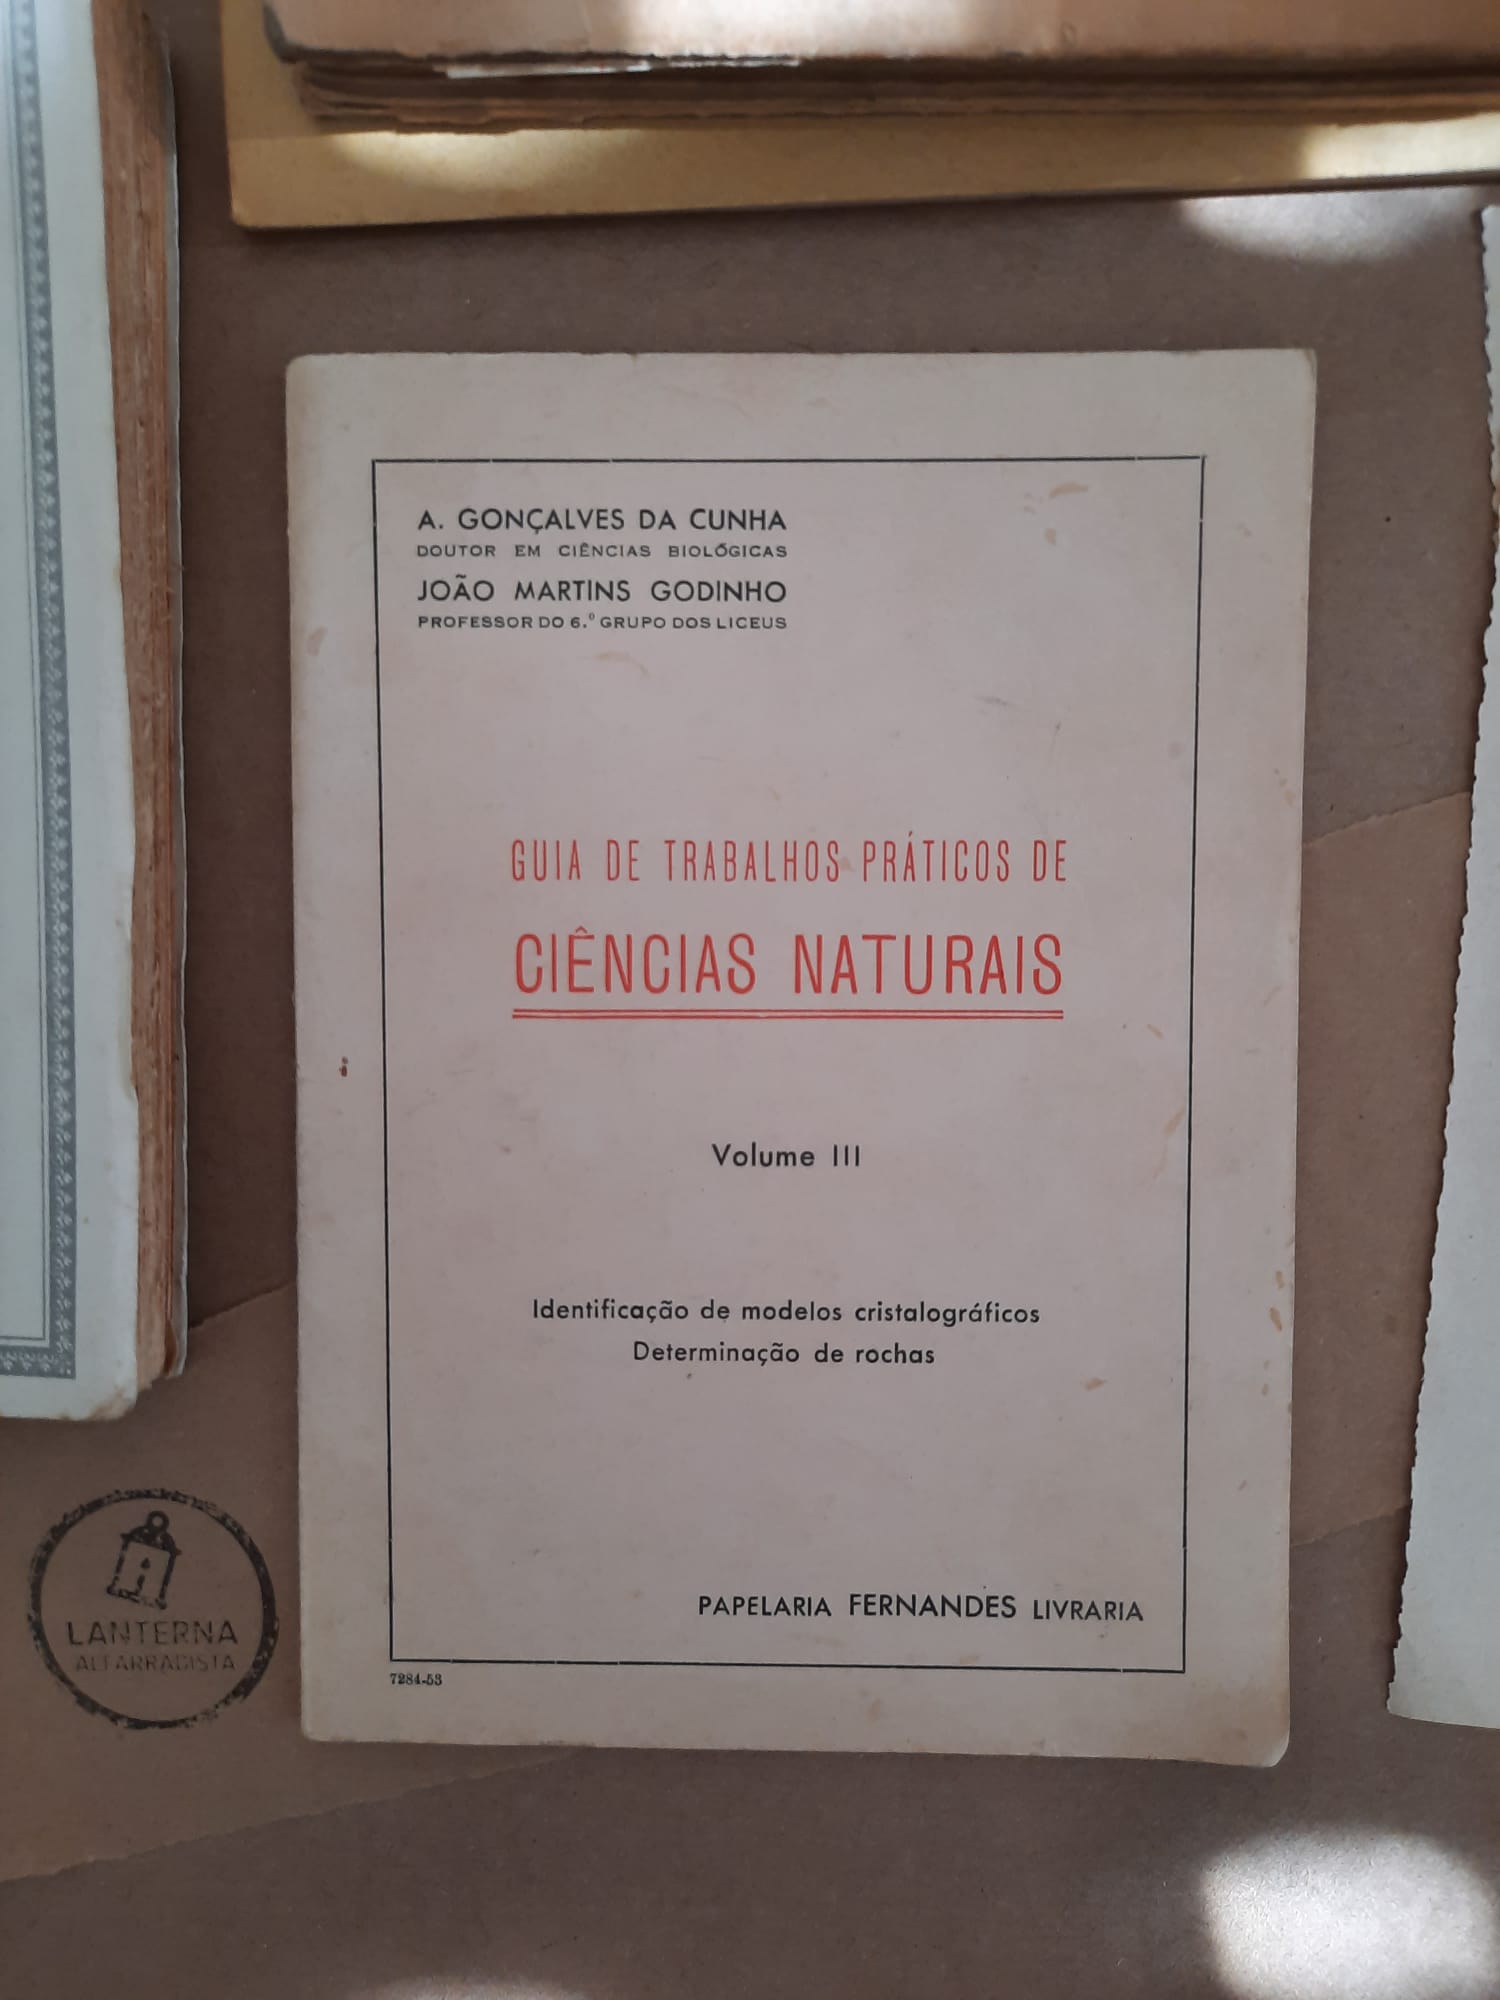 A. GONÇALVES DA CUNHA
DOUTOR EM CIÊNCIAS BIOLÓGICAS
JOÃO MARTINS GODINHO
PROFESSOR DO 6.º GRUPO DOS LICEUS
GUIA DE TRABALHOS PRÁTICOS DE
CIÊNCIAS NATURAIS
Volume III
Identificação de modelos cristalográficos
Determinação de rochas
PAPELARIA FERNANDES LIVRARIA
7284-53
LANTERNA
ALFARRABISTA